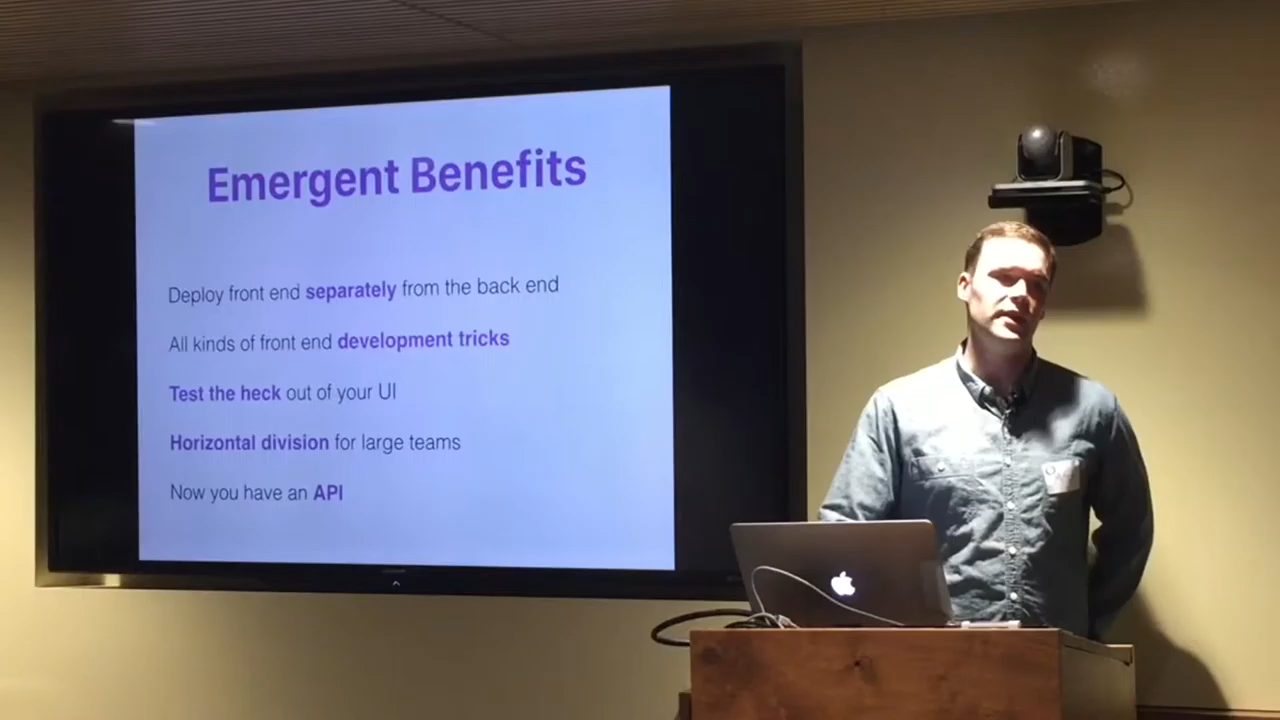 Emergent Benefits
Deploy front end separately from the back end
All kinds of front end development tricks
Test the heck out of your UI
Horizontal division for large teams
Now you have an API